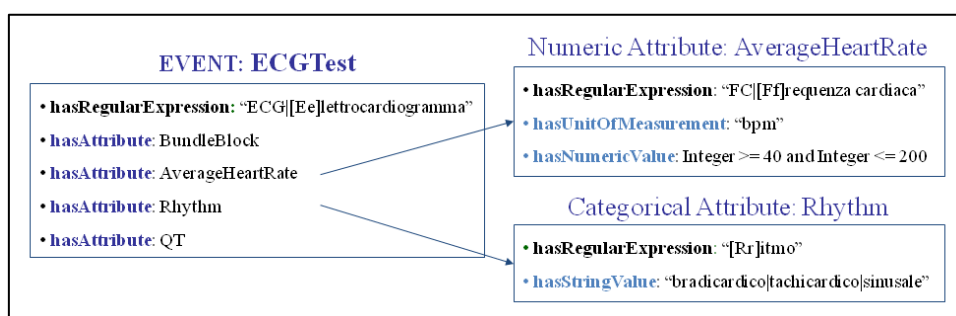 EVENT: ECGTest
• hasRegularExpression: “ECG|[Ee]lettrocardiogramma”
• hasAttribute: BundleBlock
• hasAttribute: AverageHeartRate
• hasAttribute: Rhythm
• hasAttribute: QT
Numeric Attribute: AverageHeartRate
• hasRegularExpression: “FC|[Ff]requenza cardiaca”
• hasUnitOfMeasurement: “bpm”
• hasNumericValue: Integer >= 40 and Integer <= 200
Categorical Attribute: Rhythm
• hasRegularExpression: “[Rr]itmo”
• hasStringValue: “bradicardico|tachicardico|sinusale”